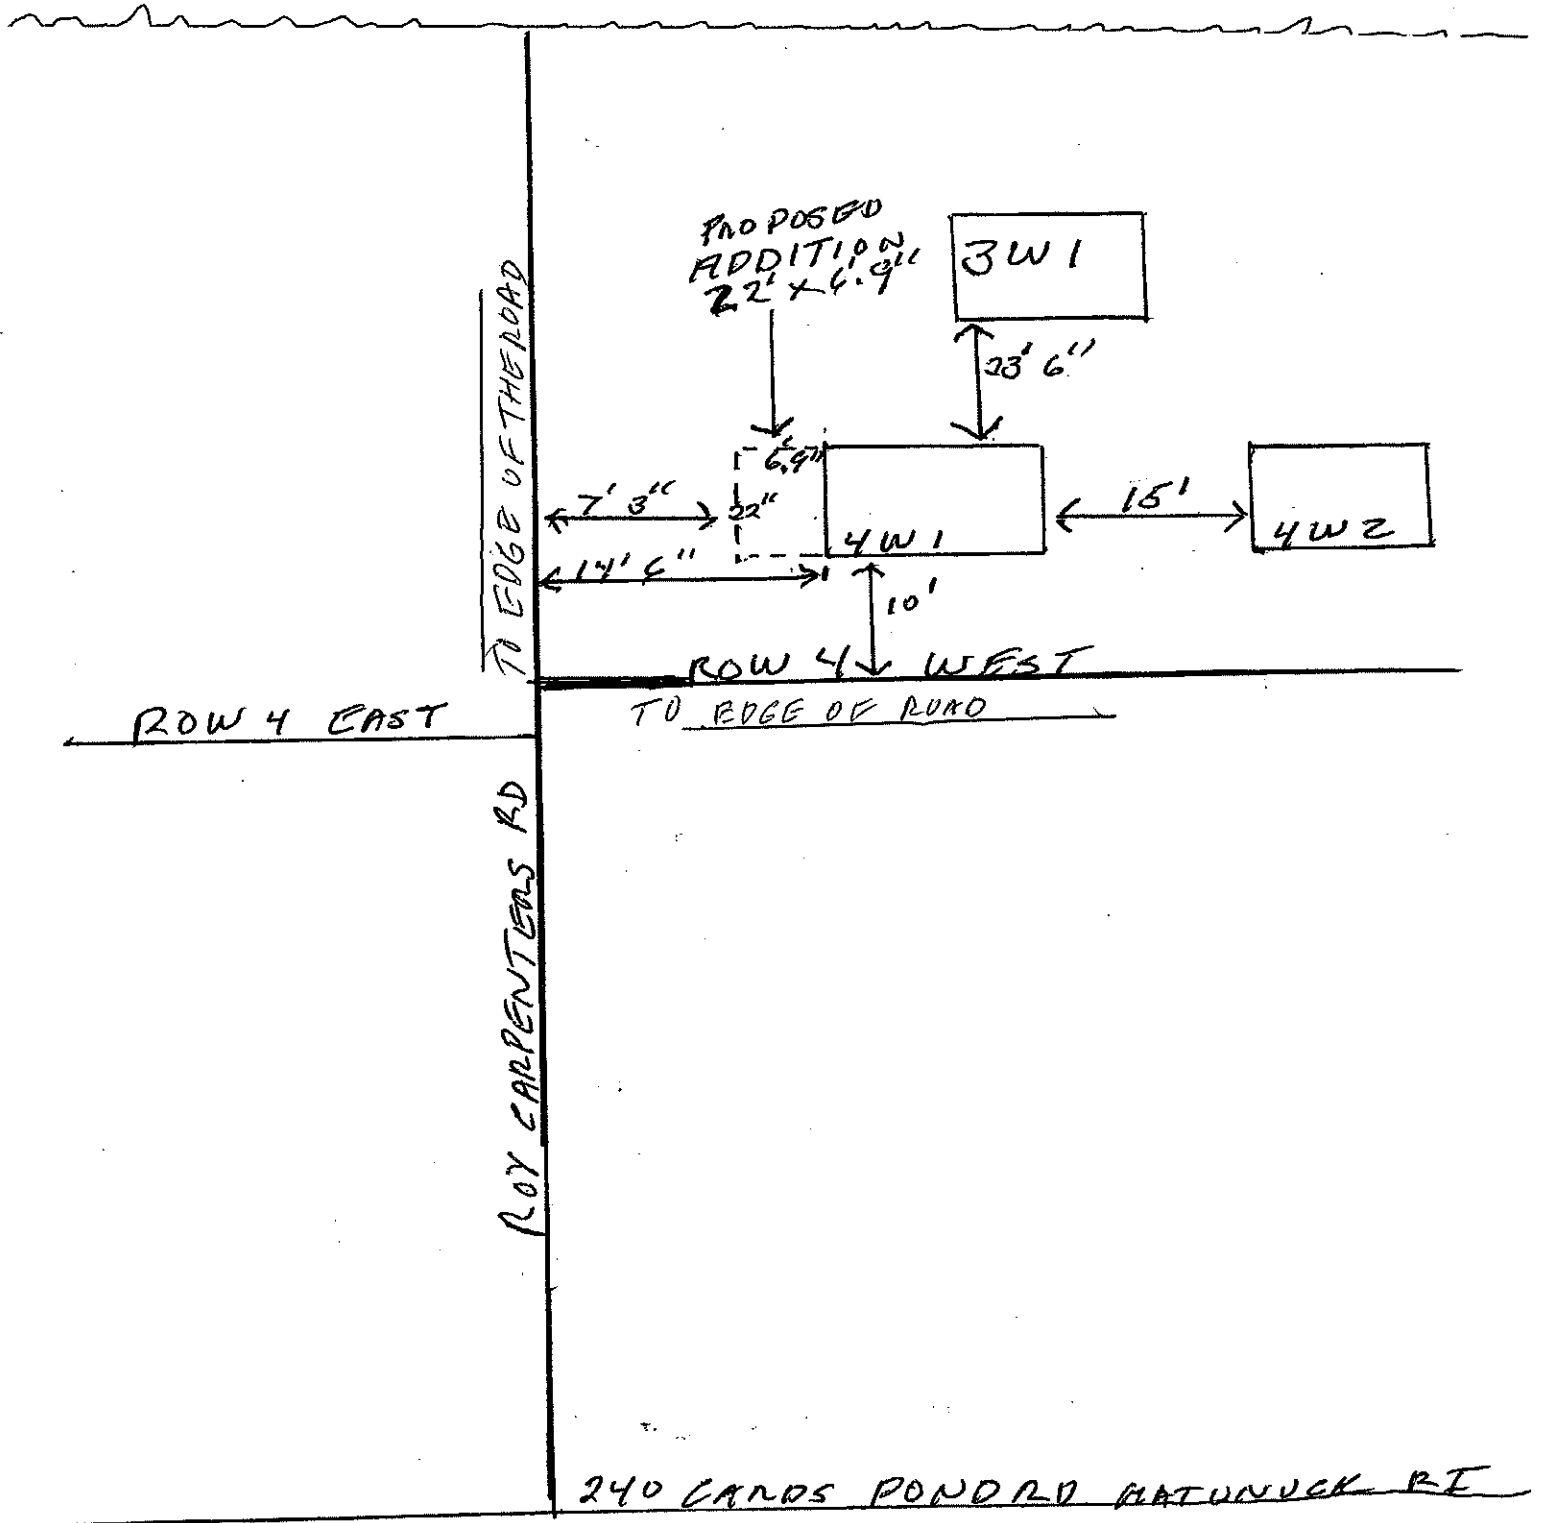 PROPOSED
ADDITION
22' x 6'.9"
3W1
23' 6"
6'.9"
22"
7' 3"
15'
4W1
4W2
14' 6"
10'
TO EDGE OF THE ROAD
ROW 4 WEST
TO EDGE OF ROAD
ROW 4 EAST
ROY CARPENTERS RD
240 CARDS POND RD MATUNUCK RI